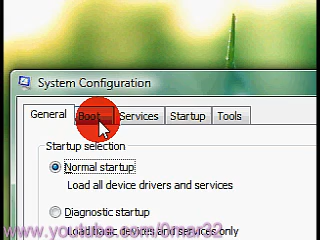 System Configuration
General Boot Services Startup Tools
Startup selection
Normal startup
Load all device drivers and services
Diagnostic startup
Load basic devices and services only